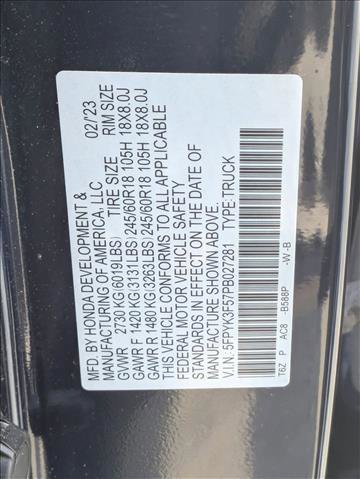 MFD. BY HONDA DEVELOPMENT & 02/23
MANUFACTURING OF AMERICA, LLC
GVWR 2730 KG(6019LBS) TIRE SIZE RIM SIZE
GAWR F 1420 KG(3131LBS) 245/60R18 105H 18X8.0J
GAWR R 1480 KG(3263LBS) 245/60R18 105H 18X8.0J
THIS VEHICLE CONFORMS TO ALL APPLICABLE
FEDERAL MOTOR VEHICLE SAFETY
STANDARDS IN EFFECT ON THE DATE OF
MANUFACTURE SHOWN ABOVE.
V.I.N: 5FPYK3F57PB027281 TYPE:TRUCK
T6Z P AC8 -B588P -W -B